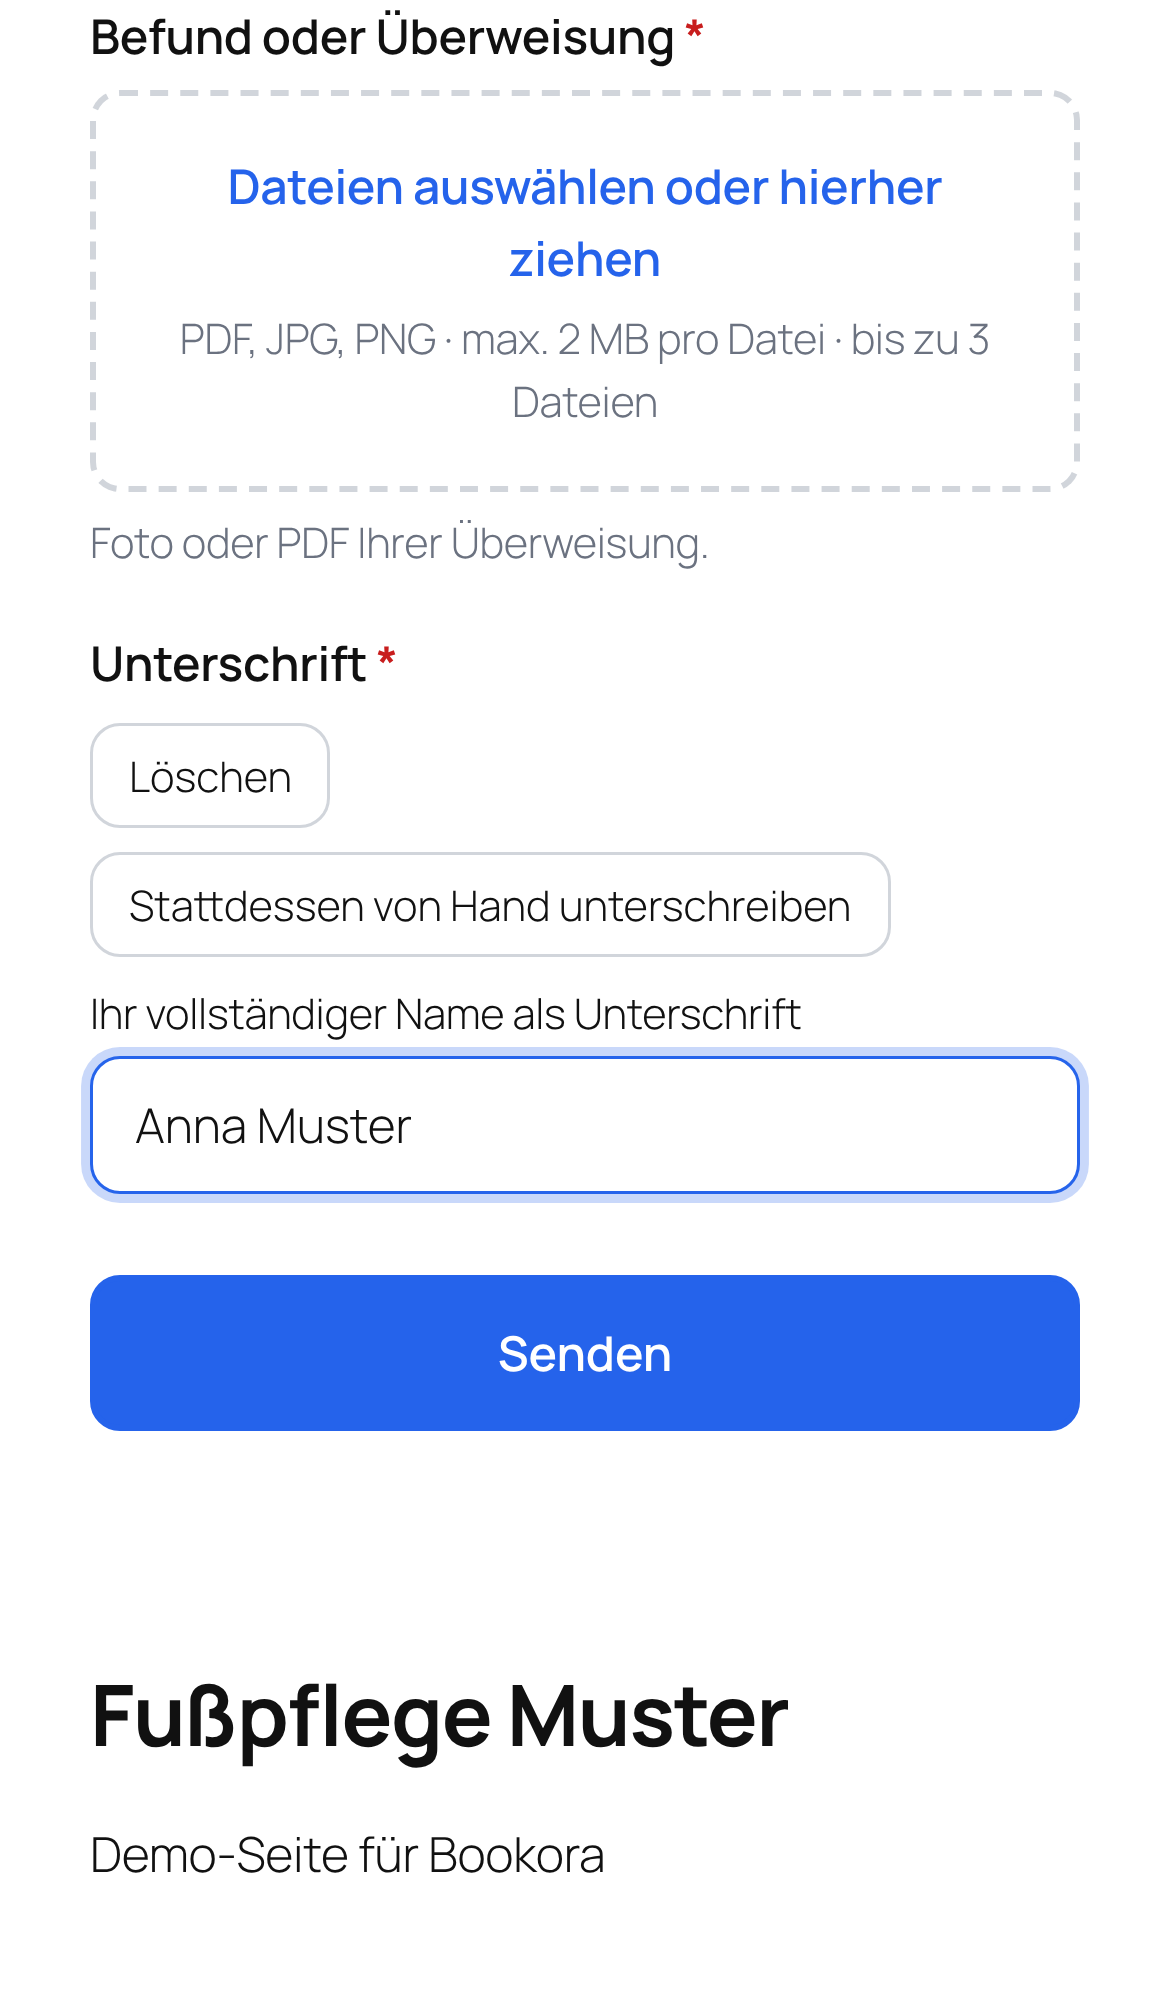 Befund oder Überweisung *
Dateien auswählen oder hierher
ziehen
PDF, JPG, PNG · max. 2 MB pro Datei · bis zu 3
Dateien
Foto oder PDF Ihrer Überweisung.
Unterschrift *
Löschen
Stattdessen von Hand unterschreiben
Ihr vollständiger Name als Unterschrift
Anna Muster
Senden
Fußpflege Muster
Demo-Seite für Bookora